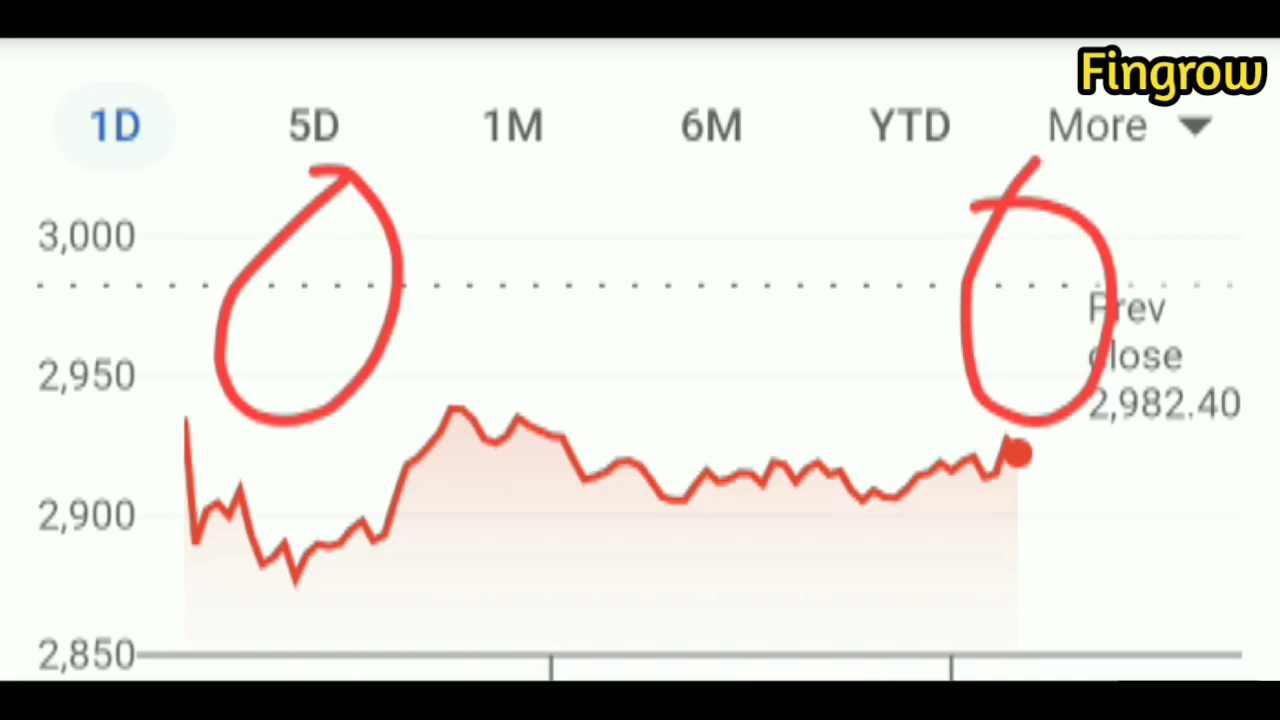 Fingrow
1D 5D 1M 6M YTD More
3,000
Prev
close
2,982.40
2,950
2,900
2,850